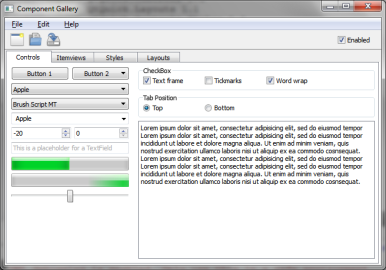 Component Gallery
File Edit Help
Enabled
Controls Itemviews Styles Layouts
Button 1 Button 2
CheckBox
Text frame Tickmarks Word wrap
Apple
Brush Script MT
Tab Position
Top Bottom
Apple
-20 0
This is a placeholder for a TextField
Lorem ipsum dolor sit amet, consectetur adipisicing elit, sed do eiusmod tempor
Lorem ipsum dolor sit amet, consectetur adipisicing elit, sed do eiusmod tempor
incididunt ut labore et dolore magna aliqua. Ut enim ad minim veniam, quis
nostrud exercitation ullamco laboris nisi ut aliquip ex ea commodo cosnsequat.
Lorem ipsum dolor sit amet, consectetur adipisicing elit, sed do eiusmod tempor
incididunt ut labore et dolore magna aliqua. Ut enim ad minim veniam, quis
nostrud exercitation ullamco laboris nisi ut aliquip ex ea commodo cosnsequat.